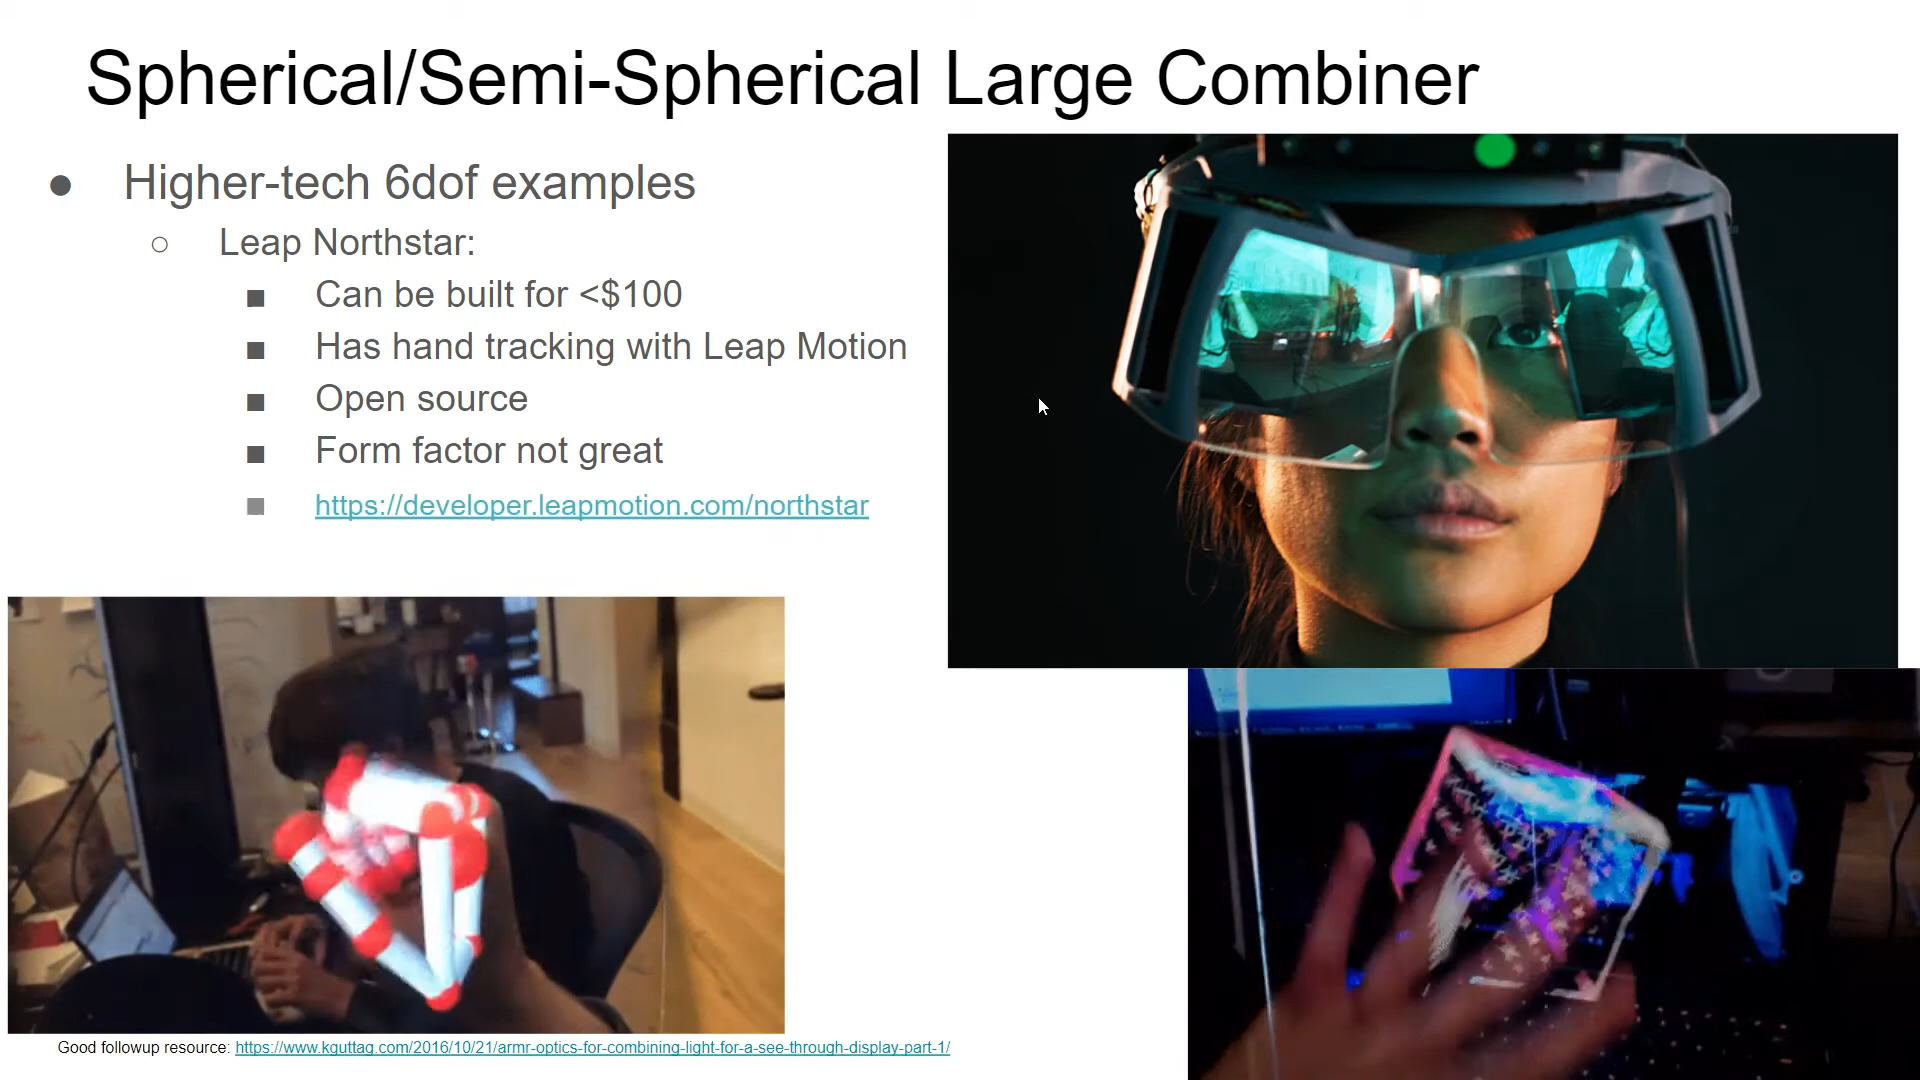 Spherical/Semi-Spherical Large Combiner
Higher-tech 6dof examples
Leap Northstar:
Can be built for <$100
Has hand tracking with Leap Motion
Open source
Form factor not great
https://developer.leapmotion.com/northstar
Good followup resource: https://www.kguttag.com/2016/10/21/armr-optics-for-combining-light-for-a-see-through-display-part-1/